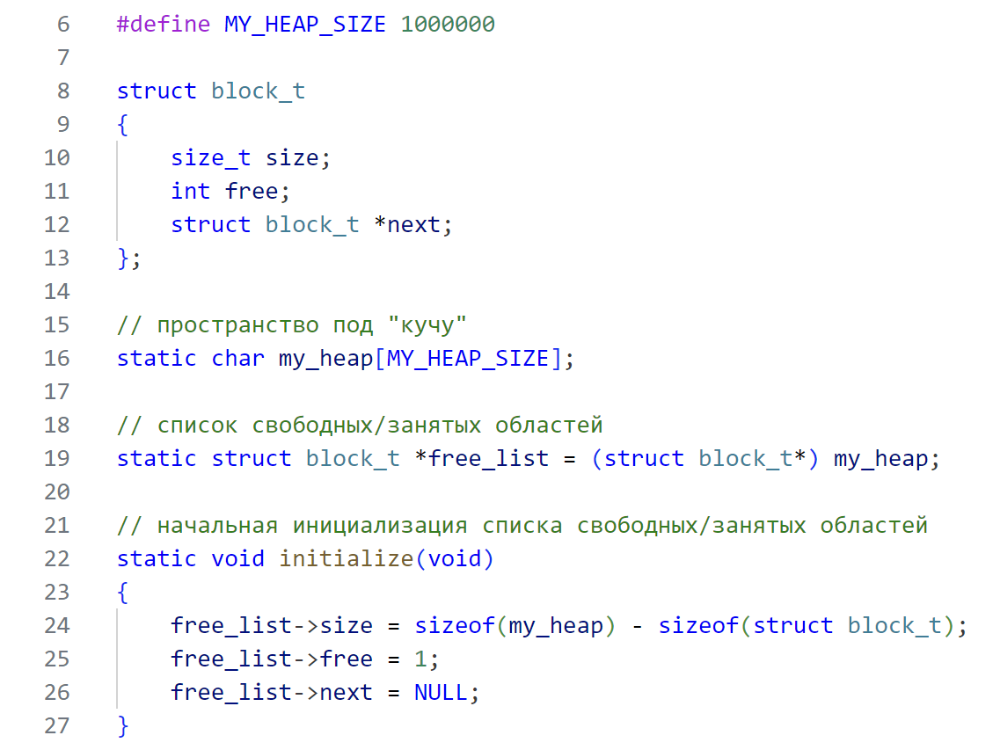 6 #define MY_HEAP_SIZE 1000000
7
8 struct block_t
9 {
10 size_t size;
11 int free;
12 struct block_t *next;
13 };
14
15 // пространство под "кучу"
16 static char my_heap[MY_HEAP_SIZE];
17
18 // список свободных/занятых областей
19 static struct block_t *free_list = (struct block_t*) my_heap;
20
21 // начальная инициализация списка свободных/занятых областей
22 static void initialize(void)
23 {
24 free_list->size = sizeof(my_heap) - sizeof(struct block_t);
25 free_list->free = 1;
26 free_list->next = NULL;
27 }